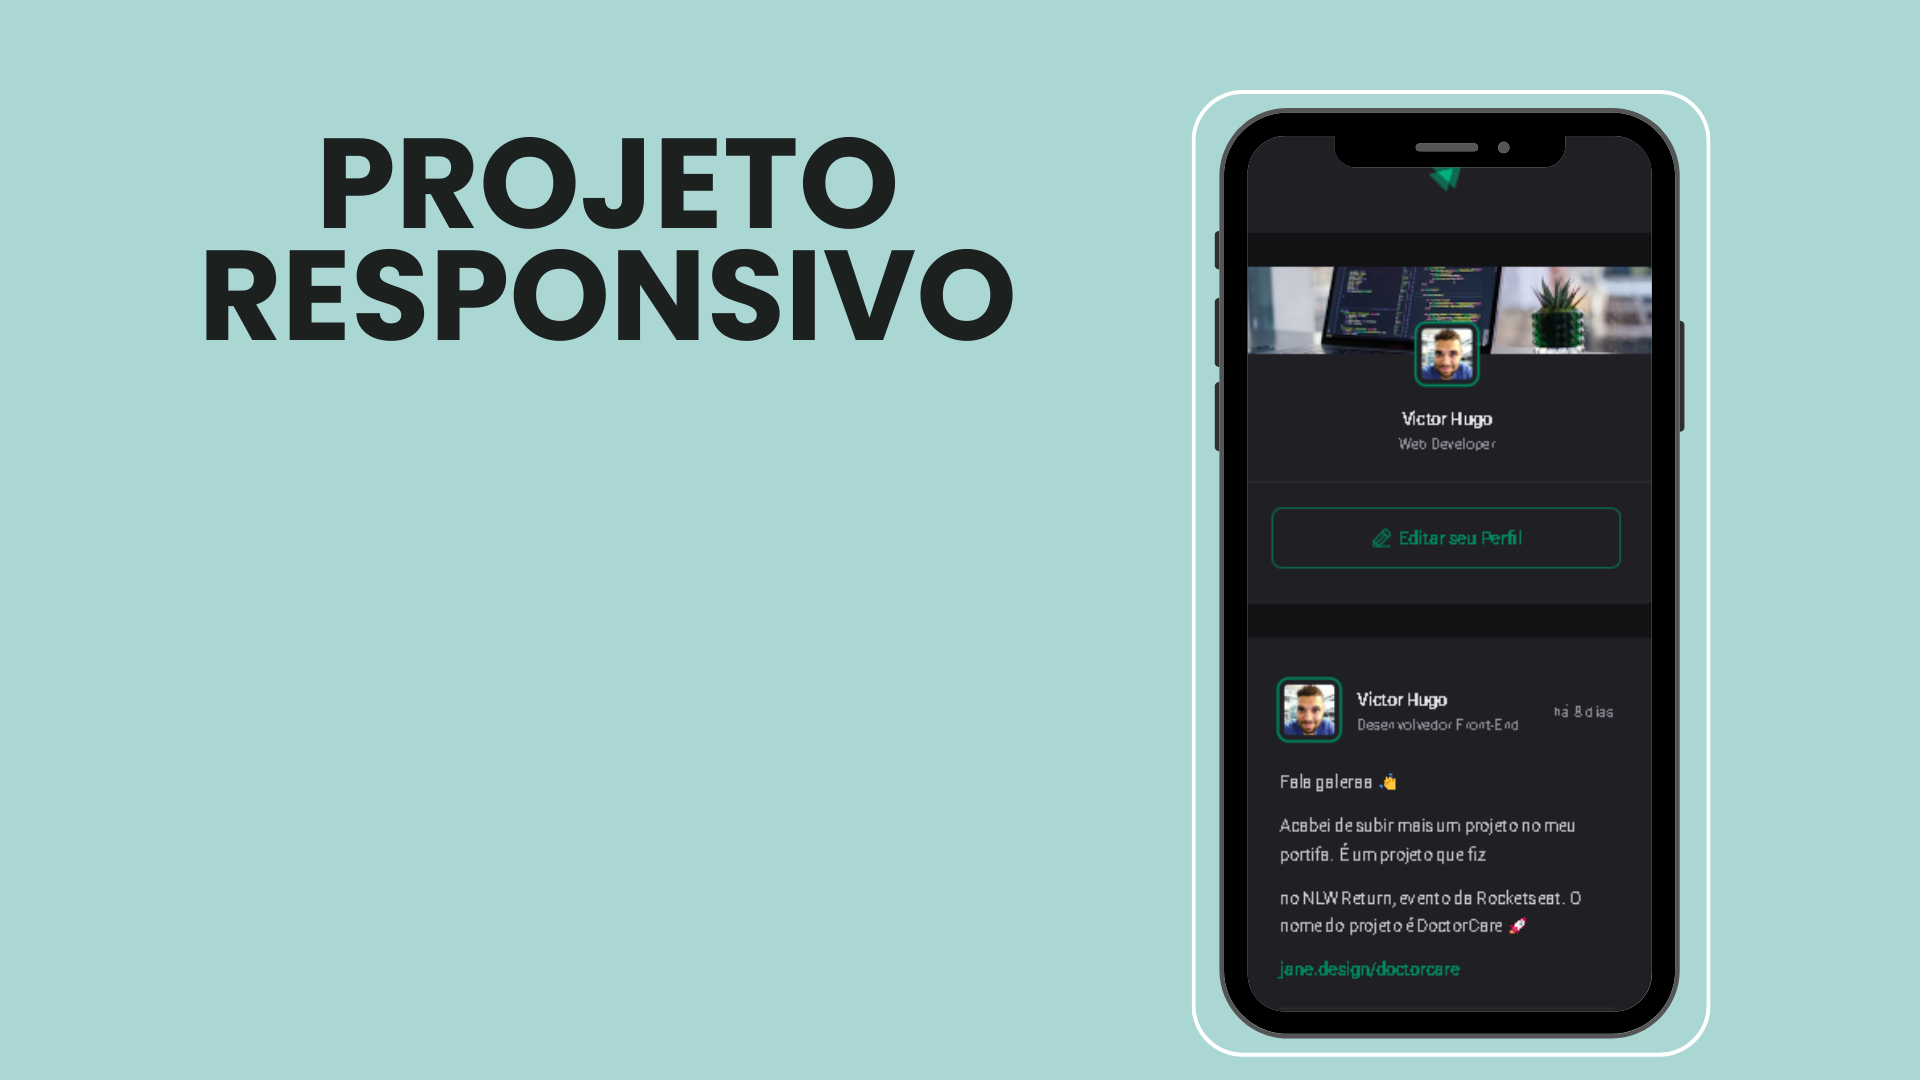 PROJETO
RESPONSIVO
Victor Hugo
Web Developer
Editar seu Perfil
Victor Hugo
Desenvolvedor Front-End
há 8 dias
Fala galeraa 👋
Acabei de subir mais um projeto no meu
portifa. É um projeto que fiz
no NLW Return, evento da Rocketseat. O
nome do projeto é DoctorCare 🚀
jane.design/doctorcare